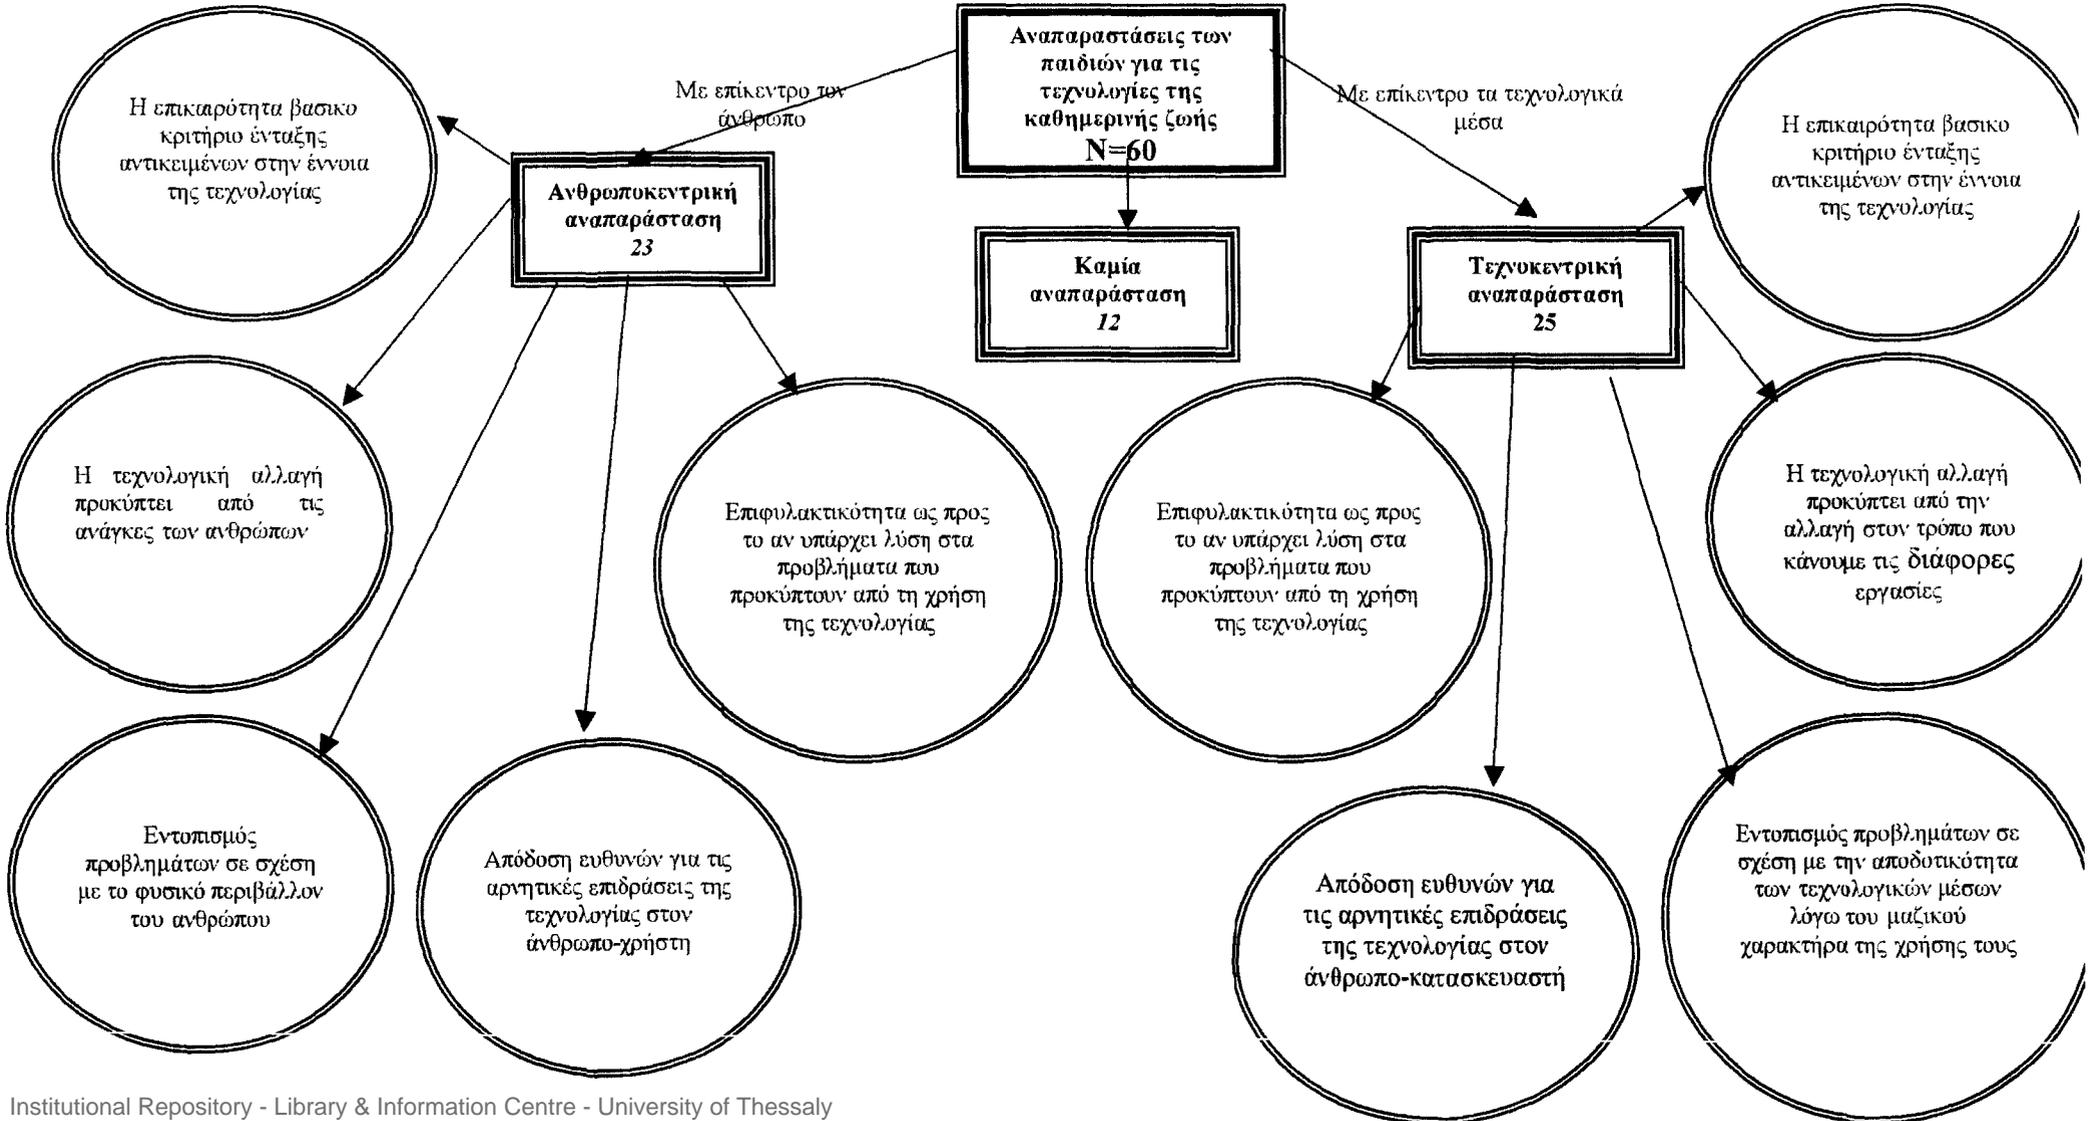 Αναπαραστάσεις των
παιδιών για τις
τεχνολογίες της
καθημερινής ζωής
N=60
Με επίκεντρο τον
άνθρωπο
Με επίκεντρο τα τεχνολογικά
μέσα
Ανθρωποκεντρική
αναπαράσταση
23
Καμία
αναπαράσταση
12
Τεχνοκεντρική
αναπαράσταση
25
Η επικαιρότητα βασικο
κριτήριο ένταξης
αντικειμένων στην έννοια
της τεχνολογίας
Η τεχνολογική αλλαγή
προκύπτει από τις
ανάγκες των ανθρώπων
Εντοπισμός
προβλημάτων σε σχέση
με το φυσικό περιβάλλον
του ανθρώπου
Απόδοση ευθυνών για τις
αρνητικές επιδράσεις της
τεχνολογίας στον
άνθρωπο-χρήστη
Επιφυλακτικότητα ως προς
το αν υπάρχει λύση στα
προβλήματα που
προκύπτουν από τη χρήση
της τεχνολογίας
Επιφυλακτικότητα ως προς
το αν υπάρχει λύση στα
προβλήματα που
προκύπτουν από τη χρήση
της τεχνολογίας
Απόδοση ευθυνών για
τις αρνητικές επιδράσεις
της τεχνολογίας στον
άνθρωπο-κατασκευαστή
Εντοπισμός προβλημάτων σε
σχέση με την αποδοτικότητα
των τεχνολογικών μέσων
λόγω του μαζικού
χαρακτήρα της χρήσης τους
Η τεχνολογική αλλαγή
προκύπτει από την
αλλαγή στον τρόπο που
κάνουμε τις διάφορες
εργασίες
Η επικαιρότητα βασικο
κριτήριο ένταξης
αντικειμένων στην έννοια
της τεχνολογίας
Institutional Repository - Library & Information Centre - University of Thessaly